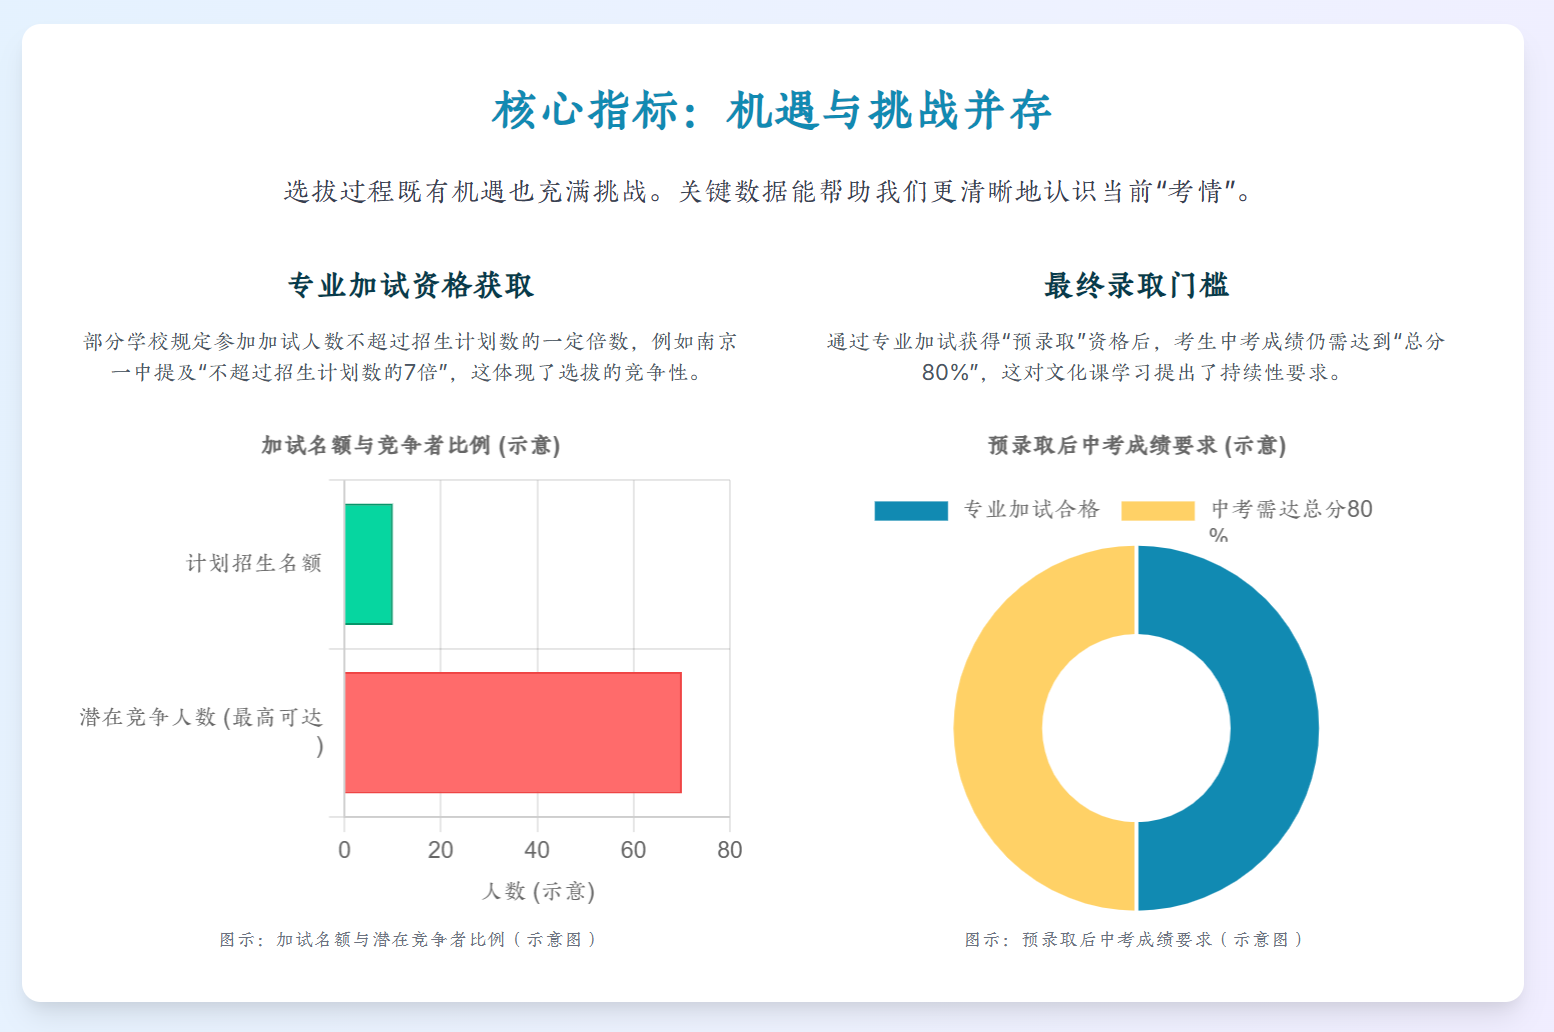 核心指标：机遇与挑战并存
选拔过程既有机遇也充满挑战。关键数据能帮助我们更清晰地认识当前“考情”。
专业加试资格获取
部分学校规定参加加试人数不超过招生计划数的一定倍数，例如南京
一中提及“不超过招生计划数的7倍”，这体现了选拔的竞争性。
加试名额与竞争者比例 (示意)
计划招生名额
潜在竞争人数 (最高可达
)
0 20 40 60 80
人数 (示意)
图示：加试名额与潜在竞争者比例（示意图）
最终录取门槛
通过专业加试获得“预录取”资格后，考生中考成绩仍需达到“总分
80%”，这对文化课学习提出了持续性要求。
预录取后中考成绩要求 (示意)
专业加试合格
中考需达总分80
%
图示：预录取后中考成绩要求（示意图）